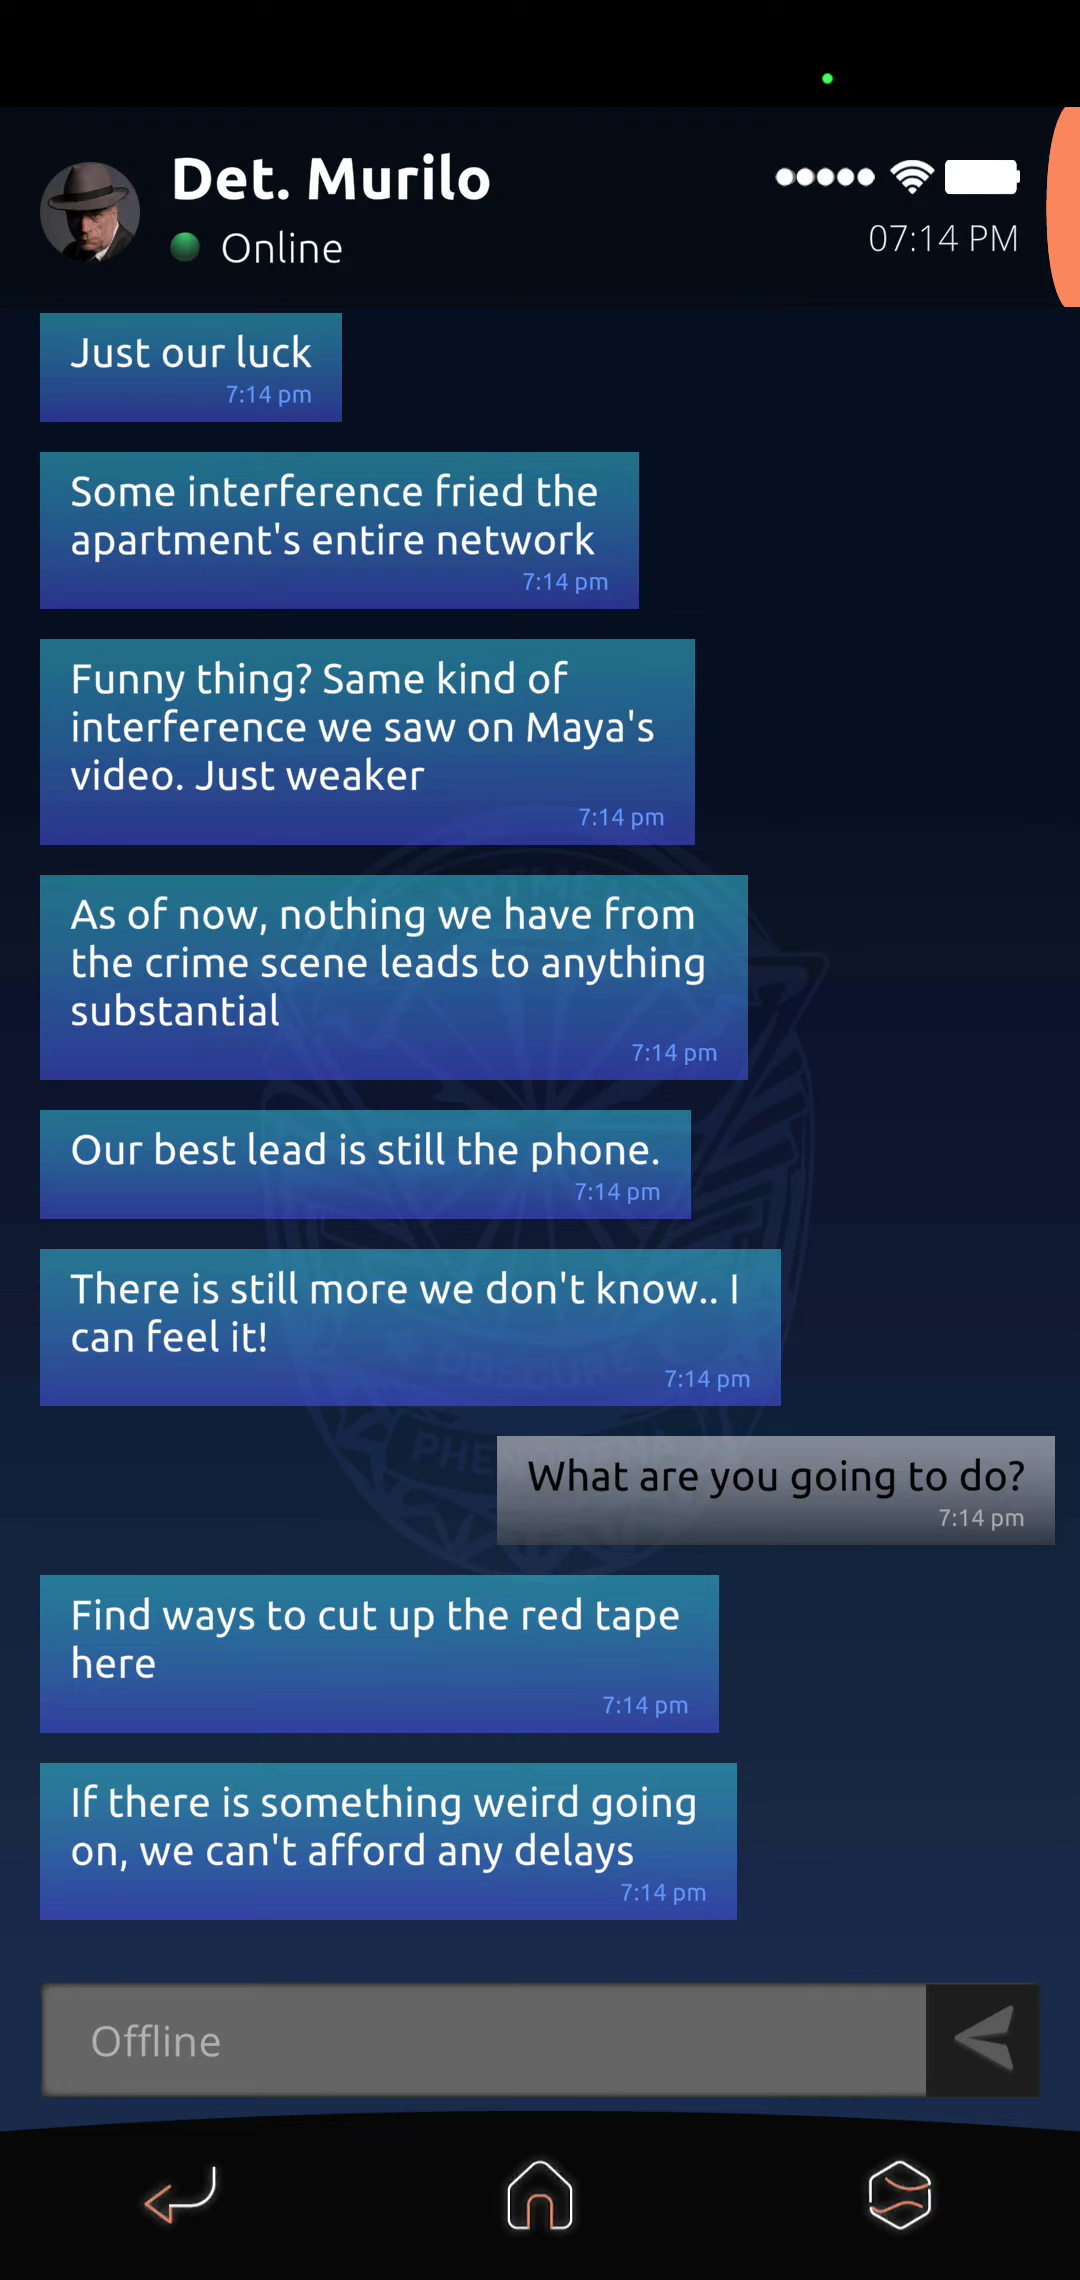 Det. Murilo
Online
07:14 PM
Just our luck
7:14 pm
Some interference fried the
apartment's entire network
7:14 pm
Funny thing? Same kind of
interference we saw on Maya's
video. Just weaker
7:14 pm
As of now, nothing we have from
the crime scene leads to anything
substantial
7:14 pm
Our best lead is still the phone.
7:14 pm
There is still more we don't know.. I
can feel it!
7:14 pm
OBSCURE
What are you going to do?
7:14 pm
Find ways to cut up the red tape
here
7:14 pm
If there is something weird going
on, we can't afford any delays
7:14 pm
Offline